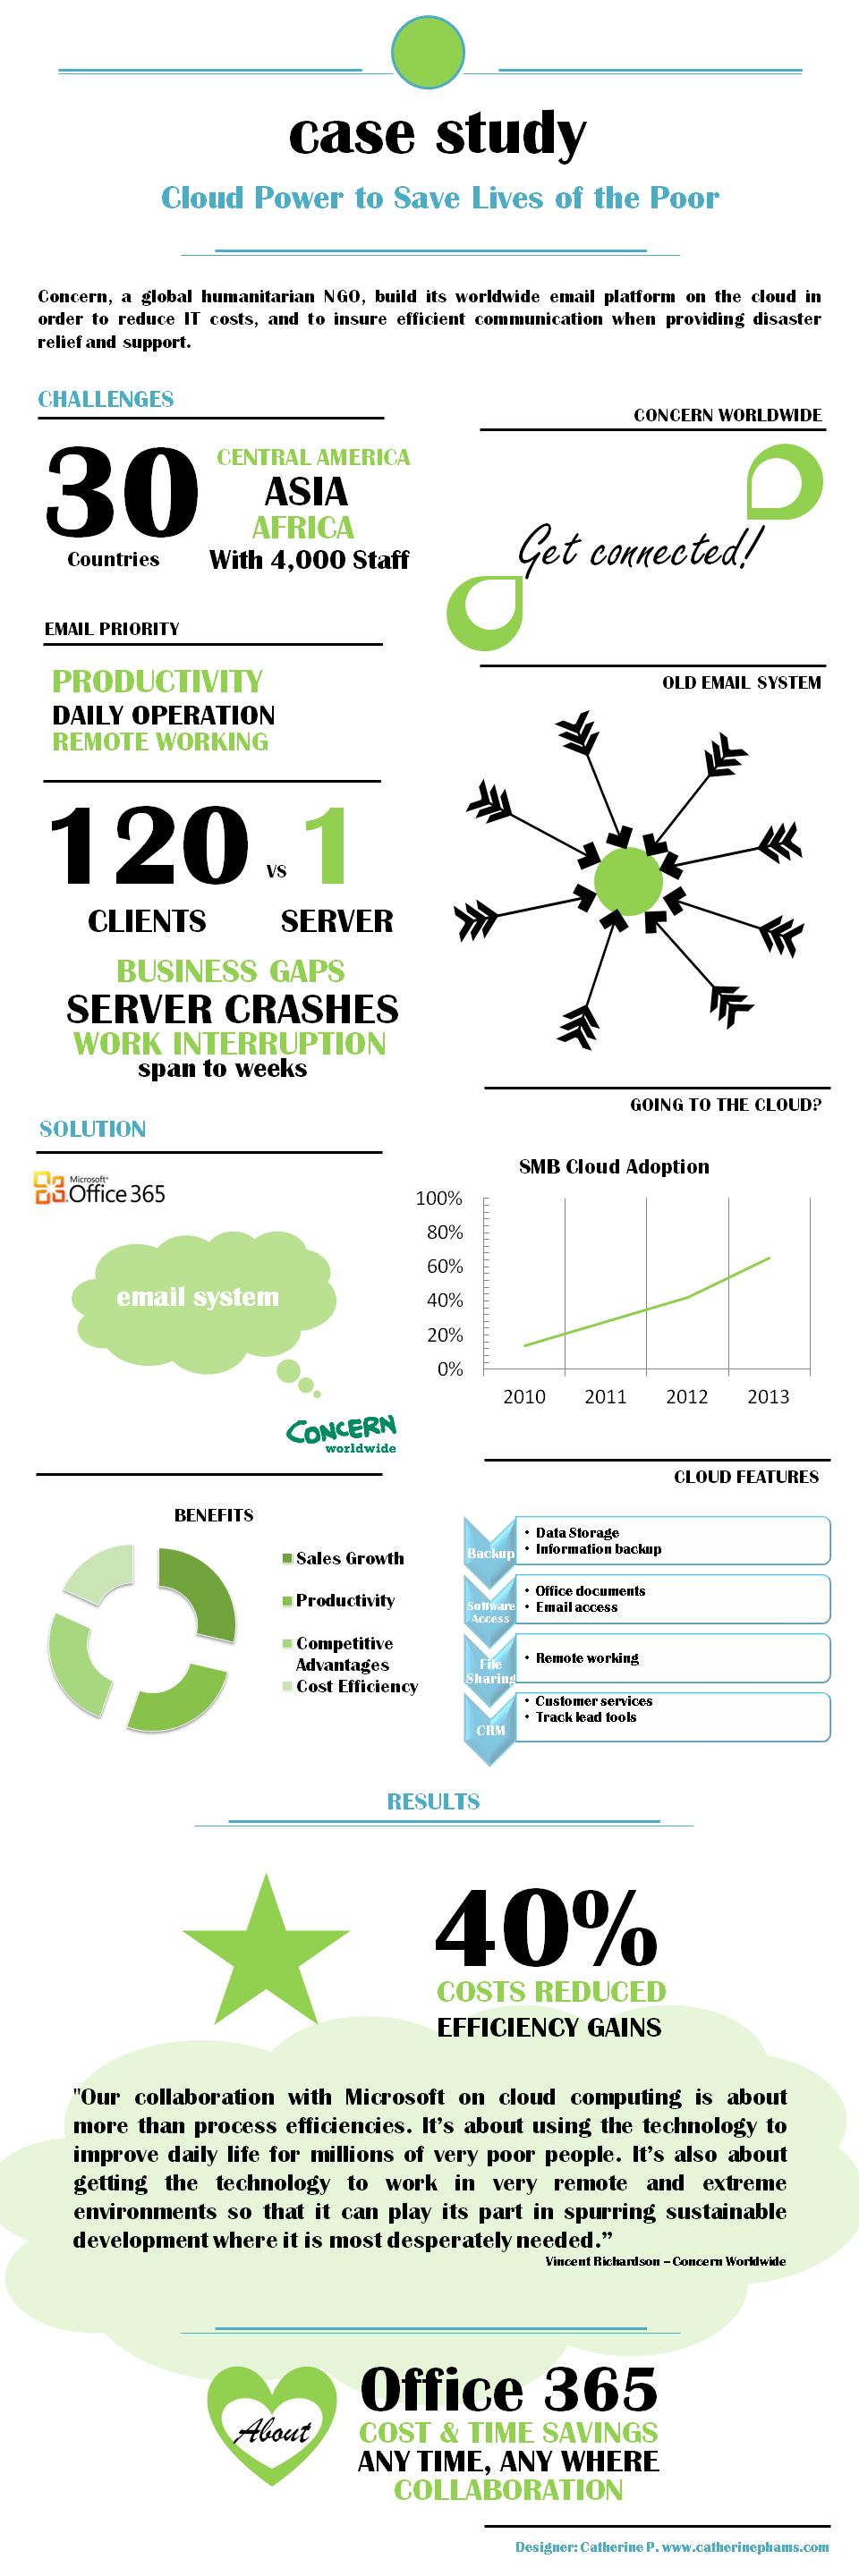 case study
Cloud Power to Save Lives of the Poor
Concern, a global humanitarian NGO, build its worldwide email platform on the cloud in
order to reduce IT costs, and to insure efficient communication when providing disaster
relief and support.
CHALLENGES
30
Countries
CENTRAL AMERICA
ASIA
AFRICA
With 4,000 Staff
CONCERN WORLDWIDE
Get connected!
EMAIL PRIORITY
PRODUCTIVITY
DAILY OPERATION
REMOTE WORKING
OLD EMAIL SYSTEM
120 vs 1
CLIENTS SERVER
BUSINESS GAPS
SERVER CRASHES
WORK INTERRUPTION
span to weeks
GOING TO THE CLOUD?
SOLUTION
Microsoft®
Office 365
email system
CONCERN
worldwide
SMB Cloud Adoption
100%
80%
60%
40%
20%
0%
2010 2011 2012 2013
BENEFITS
Sales Growth
Productivity
Competitive
Advantages
Cost Efficiency
CLOUD FEATURES
Backup
• Data Storage
• Information backup
Software
Access
• Office documents
• Email access
File
Sharing
• Remote working
CRM
• Customer services
• Track lead tools
RESULTS
40%
COSTS REDUCED
EFFICIENCY GAINS
"Our collaboration with Microsoft on cloud computing is about
more than process efficiencies. It’s about using the technology to
improve daily life for millions of very poor people. It’s also about
getting the technology to work in very remote and extreme
environments so that it can play its part in spurring sustainable
development where it is most desperately needed.”
Vincent Richardson – Concern Worldwide
About
Office 365
COST & TIME SAVINGS
ANY TIME, ANY WHERE
COLLABORATION
Designer: Catherine P. www.catherinephams.com